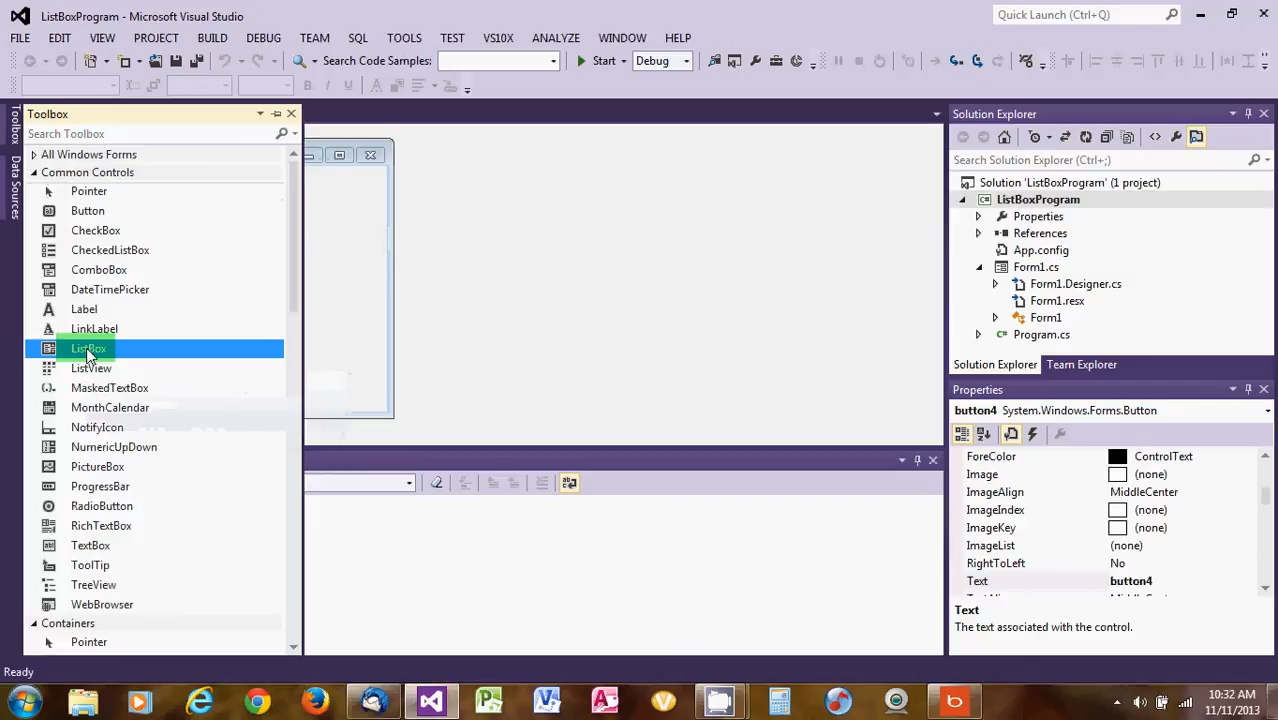 ListBoxProgram - Microsoft Visual Studio
Quick Launch (Ctrl+Q)
FILE EDIT VIEW PROJECT BUILD DEBUG TEAM SQL TOOLS TEST VS10X ANALYZE WINDOW HELP
Search Code Samples: Start Debug
B I U A
Toolbox
Data Sources
Toolbox
Search Toolbox
All Windows Forms
Common Controls
Pointer
Button
CheckBox
CheckedListBox
ComboBox
DateTimePicker
Label
LinkLabel
ListBox
ListView
MaskedTextBox
MonthCalendar
NotifyIcon
NumericUpDown
PictureBox
ProgressBar
RadioButton
RichTextBox
TextBox
ToolTip
TreeView
WebBrowser
Containers
Pointer
Solution Explorer
Search Solution Explorer (Ctrl+;)
Solution 'ListBoxProgram' (1 project)
ListBoxProgram
Properties
References
App.config
Form1.cs
Form1.Designer.cs
Form1.resx
Form1
Program.cs
Solution Explorer Team Explorer
Properties
button4 System.Windows.Forms.Button
ForeColor ControlText
Image (none)
ImageAlign MiddleCenter
ImageIndex (none)
ImageKey (none)
ImageList (none)
RightToLeft No
Text button4
Text
The text associated with the control.
Ready
10:32 AM
11/11/2013